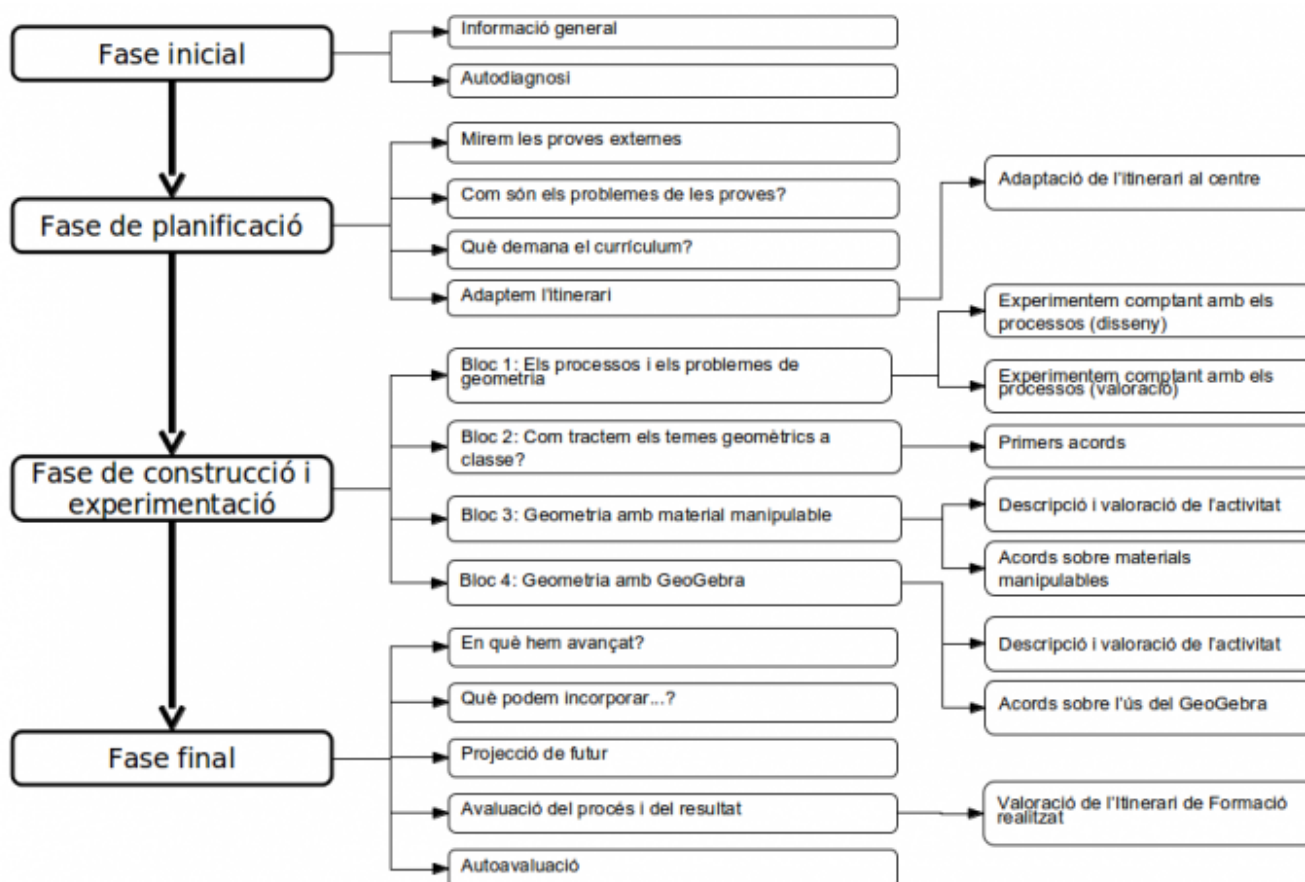 Fase inicial
Informació general
Autodiagnosi
Fase de planificació
Mirem les proves externes
Com són els problemes de les proves?
Què demana el currículum?
Adaptem l'itinerari
Adaptació de l'itinerari al centre
Fase de construcció i
experimentació
Bloc 1: Els processos i els problemes de
geometria
Experimentem comptant amb els
processos (disseny)
Experimentem comptant amb els
processos (valoració)
Bloc 2: Com tractem els temes geomètrics a
classe?
Primers acords
Bloc 3: Geometria amb material manipulable
Descripció i valoració de l'activitat
Acords sobre materials
manipulables
Bloc 4: Geometria amb GeoGebra
Descripció i valoració de l'activitat
Acords sobre l'ús del GeoGebra
Fase final
En què hem avançat?
Què podem incorporar...?
Projecció de futur
Avaluació del procés i del resultat
Valoració de l'Itinerari de Formació
realitzat
Autoavaluació